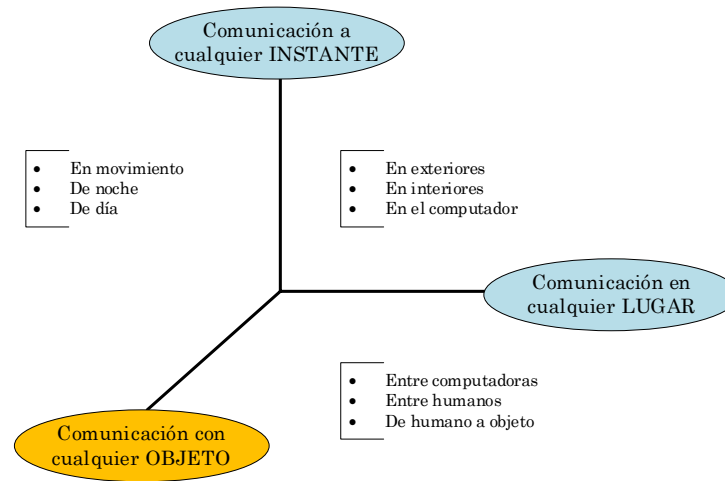 Comunicación a
cualquier INSTANTE
• En movimiento
• De noche
• De día
• En exteriores
• En interiores
• En el computador
Comunicación en
cualquier LUGAR
• Entre computadoras
• Entre humanos
• De humano a objeto
Comunicación con
cualquier OBJETO